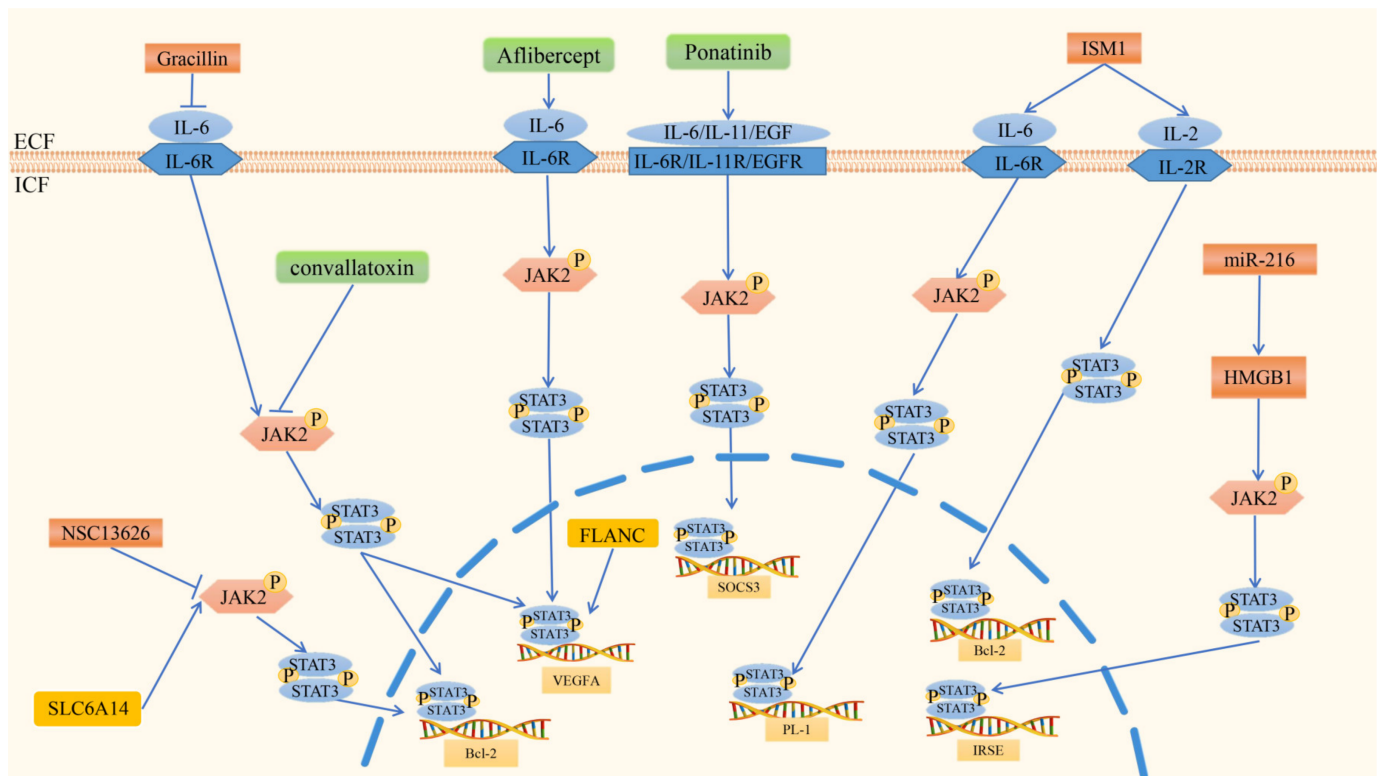 Gracillin
Aflibercept
Ponatinib
ISM1
IL-6
IL-6
IL-6/IL-11/EGF
IL-6
IL-2
ECF
IL-6R
IL-6R
IL-6R/IL-11R/EGFR
IL-6R
IL-2R
ICF
convallatoxin
JAK2 P
JAK2 P
JAK2 P
miR-216
STAT3
P P
STAT3
HMGB1
STAT3
P P
STAT3
STAT3
P P
STAT3
STAT3
P P
STAT3
JAK2 P
JAK2 P
STAT3
P P
STAT3
NSC13626
FLANC
STAT3
P P
STAT3
SOCS3
JAK2 P
STAT3
P P
STAT3
Bcl-2
STAT3
P P
STAT3
STAT3
P P
STAT3
VEGFA
STAT3
P P
STAT3
SLC6A14
STAT3
P P
STAT3
Bcl-2
STAT3
P P
STAT3
PL-1
STAT3
P P
STAT3
IRSE